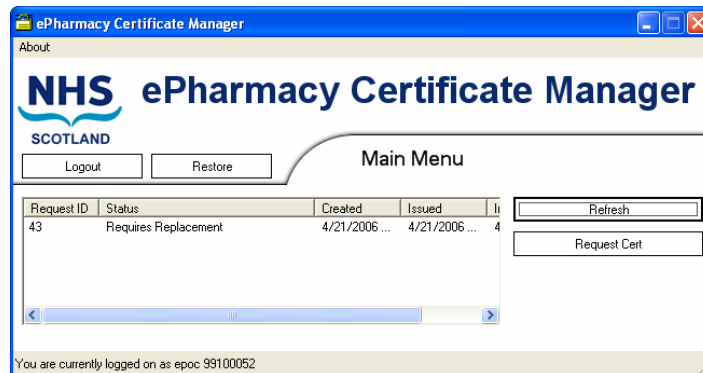 ePharmacy Certificate Manager
About
NHS ePharmacy Certificate Manager
SCOTLAND
Logout Restore Main Menu
Request ID Status Created Issued Refresh
43 Requires Replacement 4/21/2006 ... 4/21/2006 ... 4
Request Cert
You are currently logged on as epoc 99100052